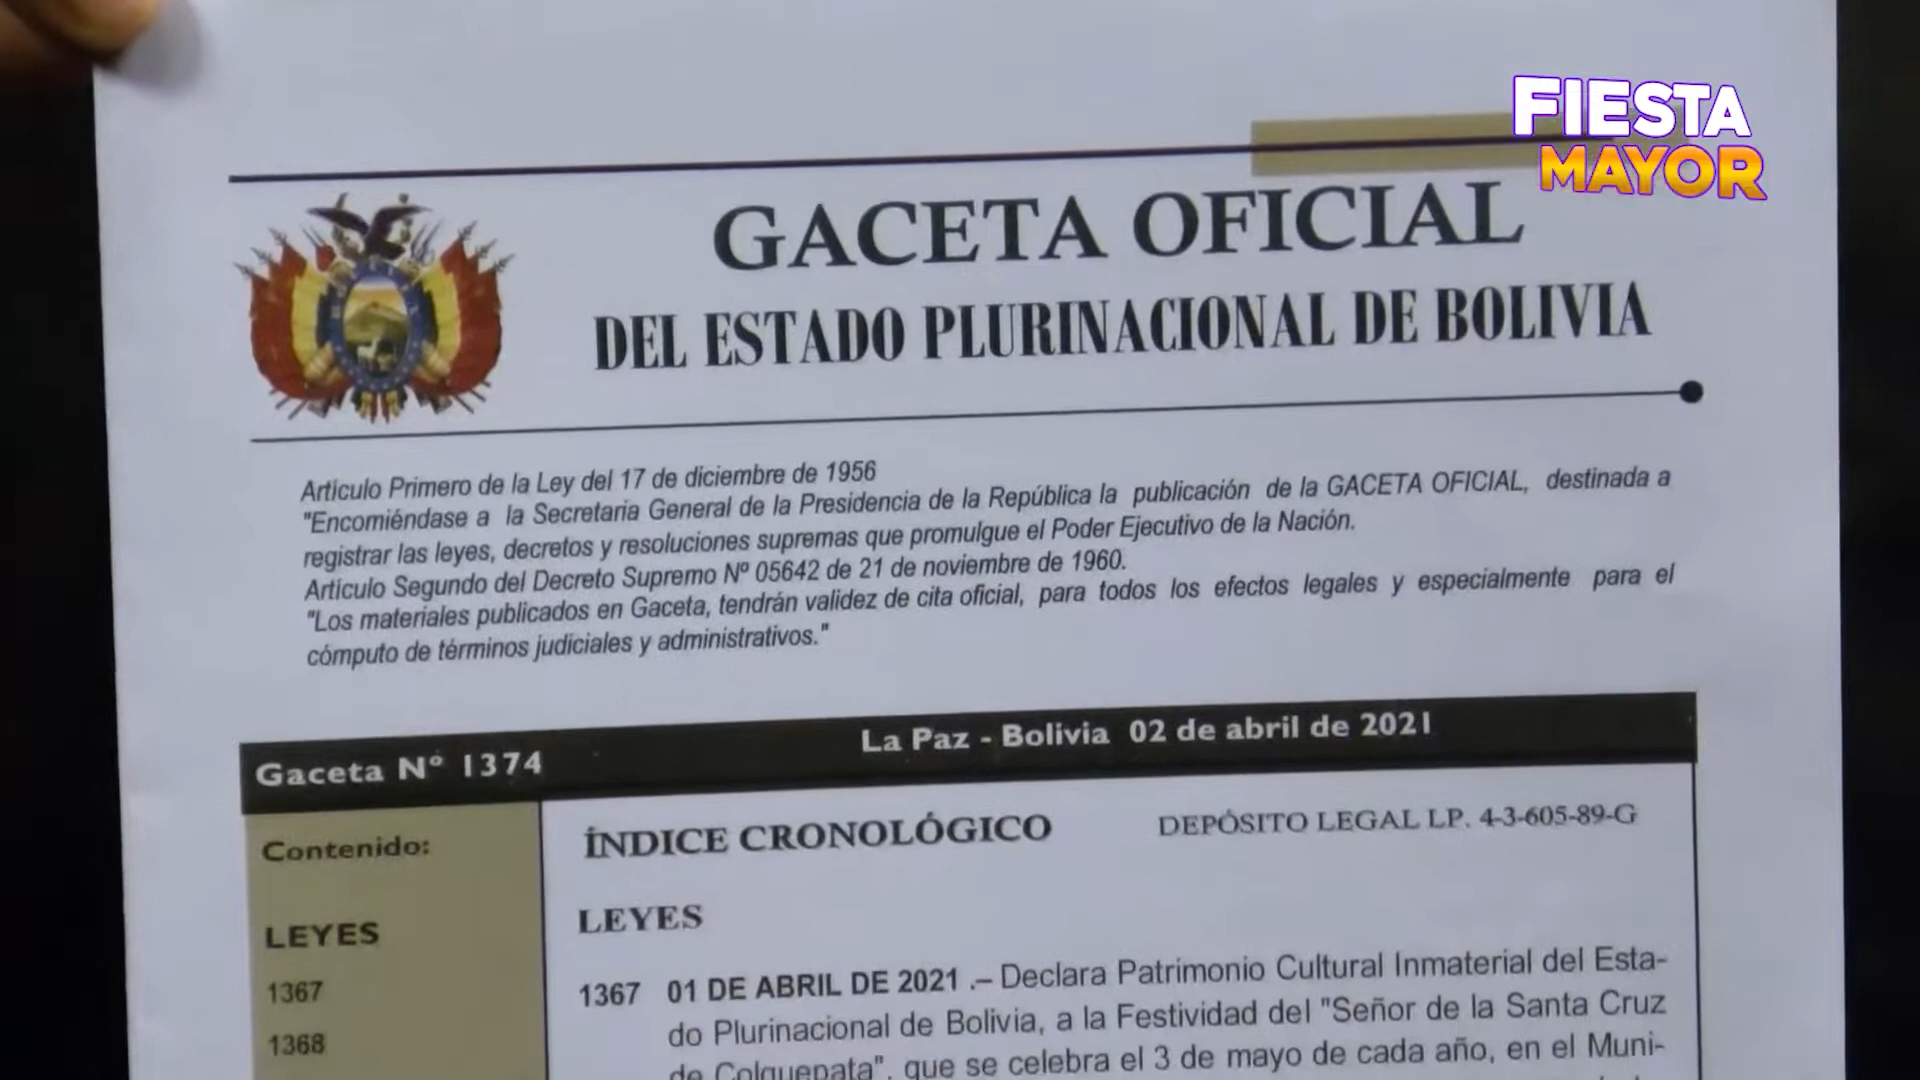 FIESTA
MAYOR
GACETA OFICIAL
DEL ESTADO PLURINACIONAL DE BOLIVIA
Artículo Primero de la Ley del 17 de diciembre de 1956
"Encomiéndase a la Secretaria General de la Presidencia de la República la publicación de la GACETA OFICIAL, destinada a
registrar las leyes, decretos y resoluciones supremas que promulgue el Poder Ejecutivo de la Nación.
Artículo Segundo del Decreto Supremo Nº 05642 de 21 de noviembre de 1960.
"Los materiales publicados en Gaceta, tendrán validez de cita oficial, para todos los efectos legales y especialmente para el
cómputo de términos judiciales y administrativos."
Gaceta Nº 1374 La Paz - Bolivia 02 de abril de 2021
Contenido:
LEYES
1367
1368
ÍNDICE CRONOLÓGICO DEPÓSITO LEGAL LP. 4-3-605-89-G
LEYES
1367 01 DE ABRIL DE 2021 .– Declara Patrimonio Cultural Inmaterial del Esta-
do Plurinacional de Bolivia, a la Festividad del "Señor de la Santa Cruz
de Colquepata", que se celebra el 3 de mayo de cada año, en el Muni-